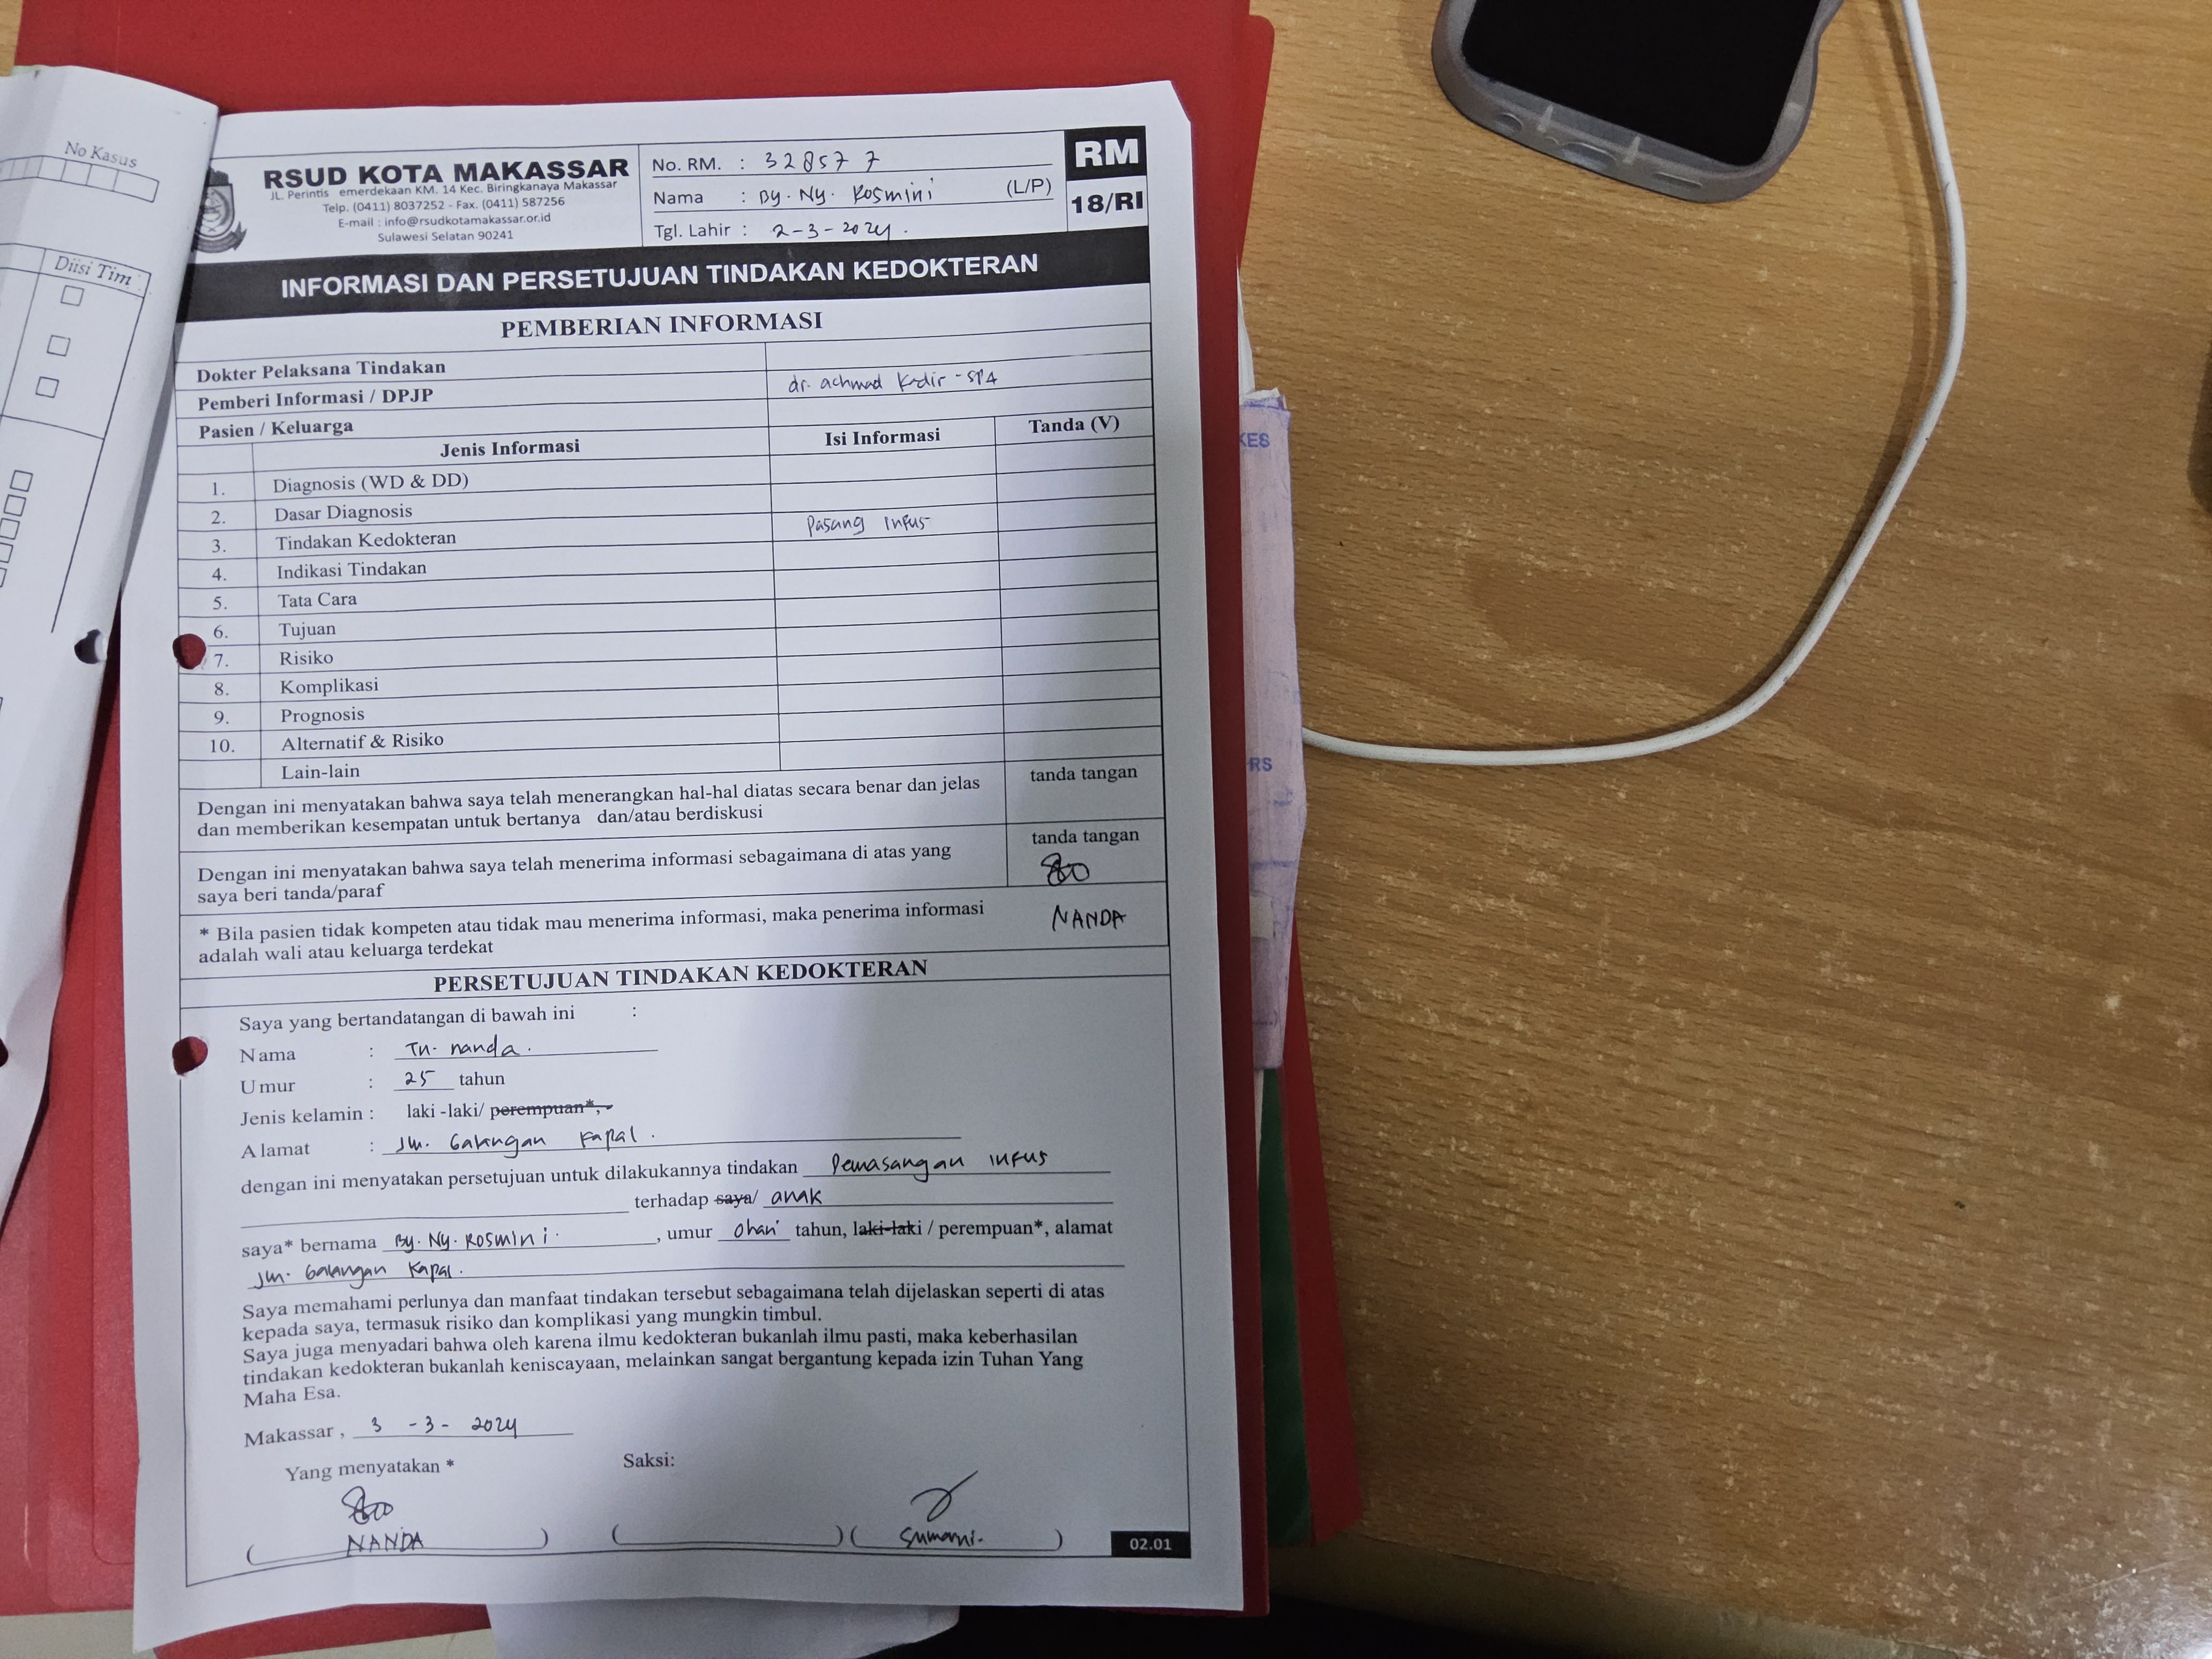 No Kasus
Diisi Tim
RSUD KOTA MAKASSAR
JL. Perintis emerdekaan KM. 14 Kec. Biringkanaya Makassar
Telp. (0411) 8037252 - Fax. (0411) 587256
E-mail : info@rsudkotamakassar.or.id
Sulawesi Selatan 90241
No. RM. : 328577
Nama : By. Ny. Rosmini (L/P)
Tgl. Lahir : 2-3-2024.
RM
18/RI
INFORMASI DAN PERSETUJUAN TINDAKAN KEDOKTERAN
PEMBERIAN INFORMASI
Dokter Pelaksana Tindakan
Pemberi Informasi / DPJP dr. achmad Kadir - SPA
Pasien / Keluarga
Jenis Informasi Isi Informasi Tanda (V)
1. Diagnosis (WD & DD)
2. Dasar Diagnosis
3. Tindakan Kedokteran Pasang Infus
4. Indikasi Tindakan
5. Tata Cara
6. Tujuan
7. Risiko
8. Komplikasi
9. Prognosis
10. Alternatif & Risiko
Lain-lain
Dengan ini menyatakan bahwa saya telah menerangkan hal-hal diatas secara benar dan jelas tanda tangan
dan memberikan kesempatan untuk bertanya dan/atau berdiskusi
Dengan ini menyatakan bahwa saya telah menerima informasi sebagaimana di atas yang tanda tangan
saya beri tanda/paraf
* Bila pasien tidak kompeten atau tidak mau menerima informasi, maka penerima informasi NANDA
adalah wali atau keluarga terdekat
PERSETUJUAN TINDAKAN KEDOKTERAN
Saya yang bertandatangan di bawah ini :
Nama : Tn. nanda.
Umur : 25 tahun
Jenis kelamin : laki -laki/ perempuan*,
Alamat : Jln. Galangan Kapal.
dengan ini menyatakan persetujuan untuk dilakukannya tindakan Pemasangan infus
terhadap saya/ anak
saya* bernama By. Ny. Rosmini. , umur 0hari tahun, laki-laki / perempuan*, alamat
Jln. Galangan Kapal.
Saya memahami perlunya dan manfaat tindakan tersebut sebagaimana telah dijelaskan seperti di atas
kepada saya, termasuk risiko dan komplikasi yang mungkin timbul.
Saya juga menyadari bahwa oleh karena ilmu kedokteran bukanlah ilmu pasti, maka keberhasilan
tindakan kedokteran bukanlah keniscayaan, melainkan sangat bergantung kepada izin Tuhan Yang
Maha Esa.
Makassar , 3 - 3 - 2024
Yang menyatakan * Saksi:
( NANDA ) ( ) ( Sumarni. )
02.01
RS
KES